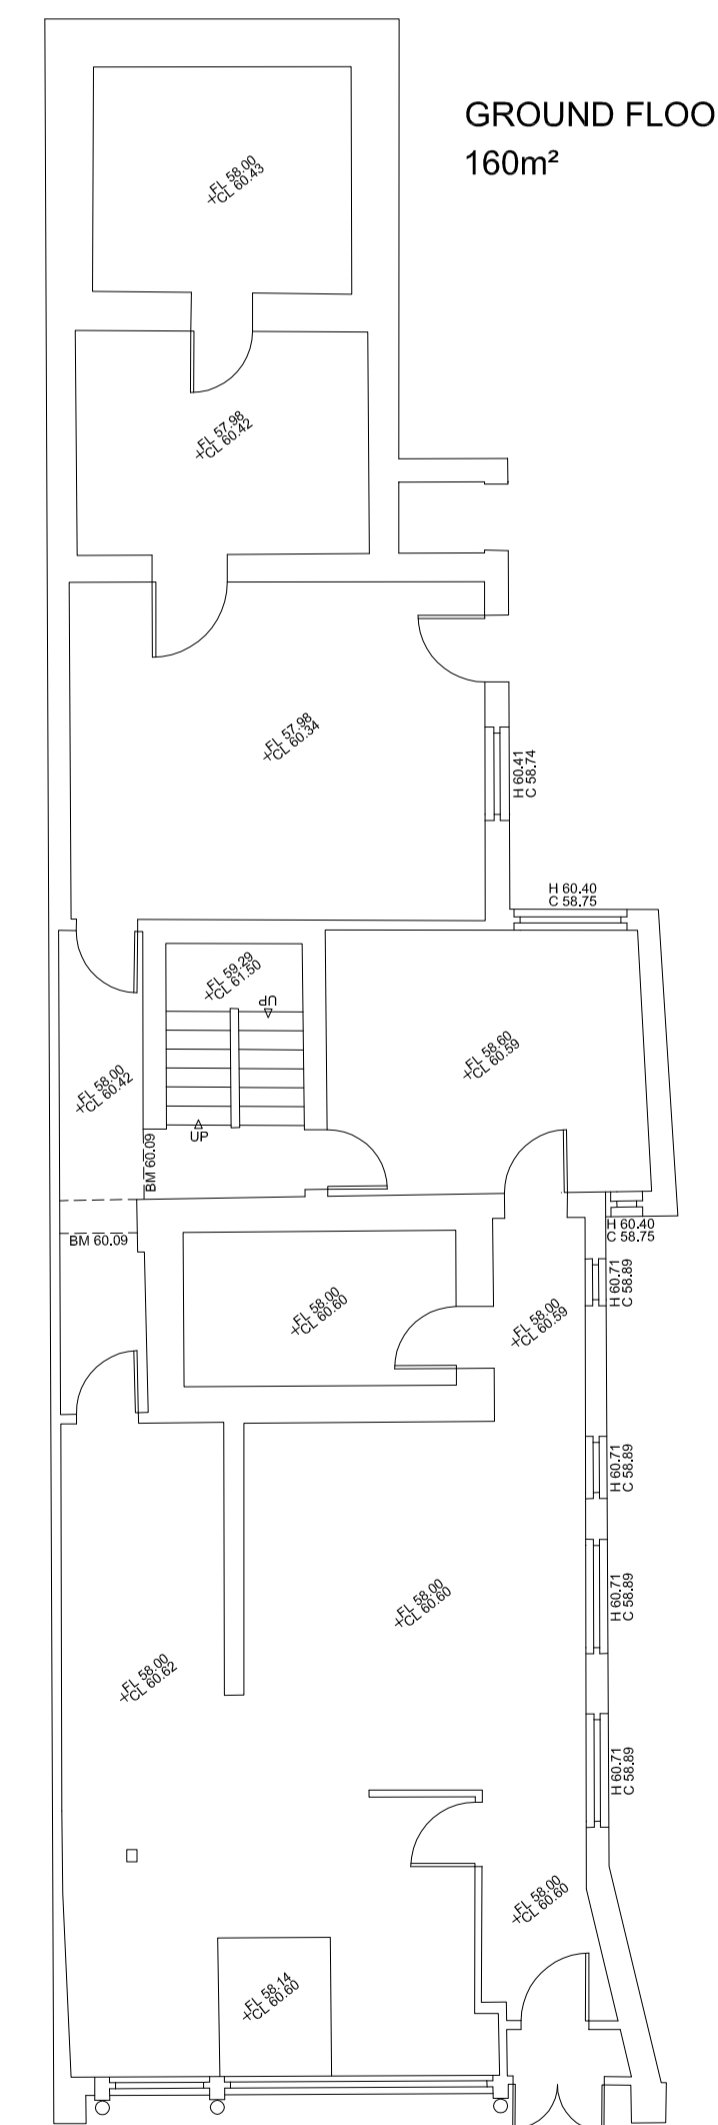 GROUND FLOO
160m²
FL 58.00
CL 60.43
FL 57.98
CL 60.42
FL 57.98
CL 60.34
H 60.41
C 58.74
H 60.40
C 58.75
FL 59.29
CL 61.50
UP
FL 58.60
CL 60.59
FL 58.00
CL 60.42
UP
BM 60.09
BM 60.09
H 60.40
C 58.75
H 60.71
C 58.89
FL 58.00
CL 60.60
FL 58.00
CL 60.59
H 60.71
C 58.89
H 60.71
C 58.89
FL 58.00
CL 60.60
FL 58.00
CL 60.62
H 60.71
C 58.89
FL 58.00
CL 60.60
FL 58.14
CL 60.60